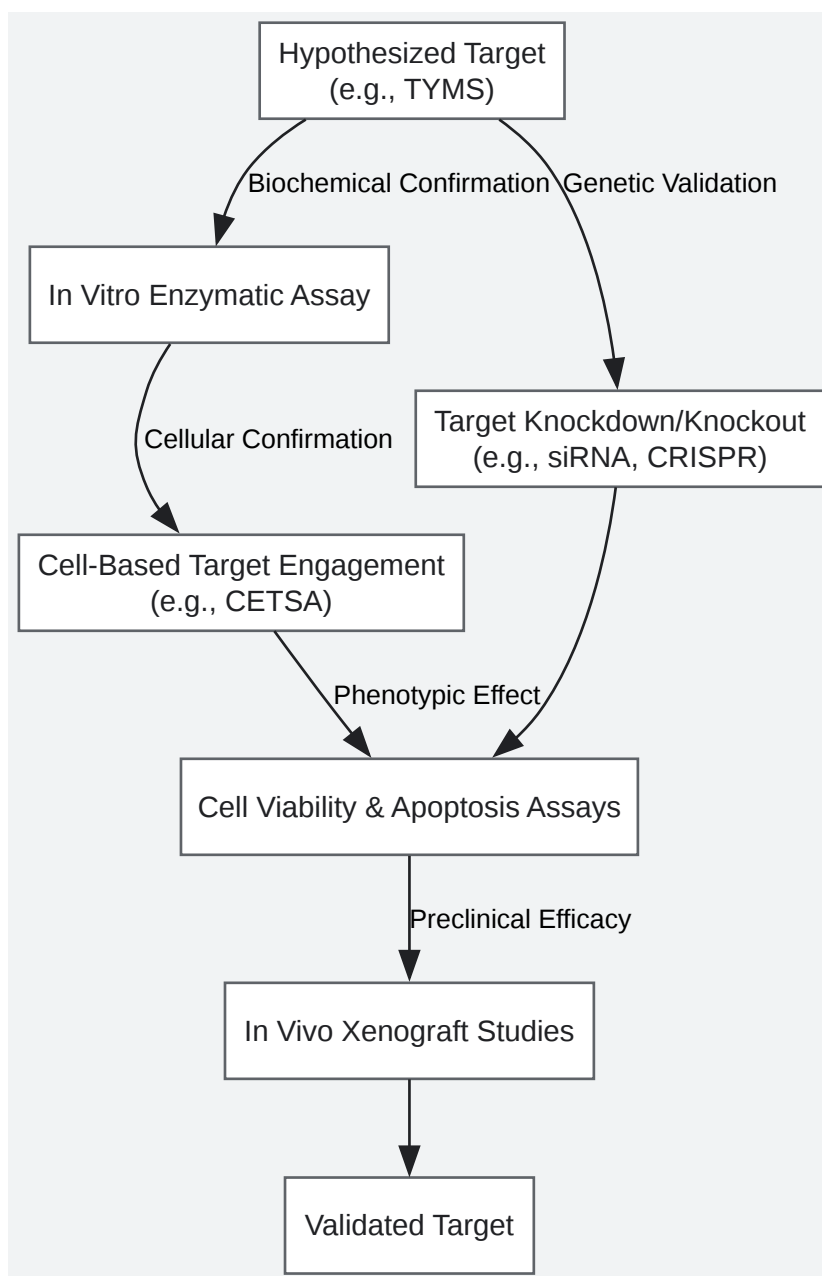 Hypothesized Target
(e.g., TYMS)
Biochemical Confirmation
Genetic Validation
In Vitro Enzymatic Assay
Target Knockdown/Knockout
(e.g., siRNA, CRISPR)
Cellular Confirmation
Cell-Based Target Engagement
(e.g., CETSA)
Phenotypic Effect
Cell Viability & Apoptosis Assays
Preclinical Efficacy
In Vivo Xenograft Studies
Validated Target